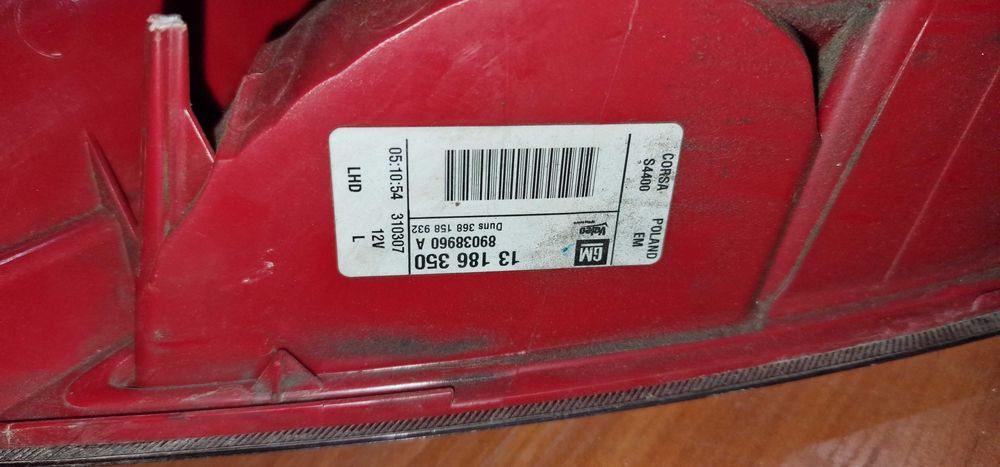 CORSA POLAND
S4400 EM
GM
Valeo
13 186 350
89038960 A
Duns 368 158 932
05:10:54 310307
12V
LHD L